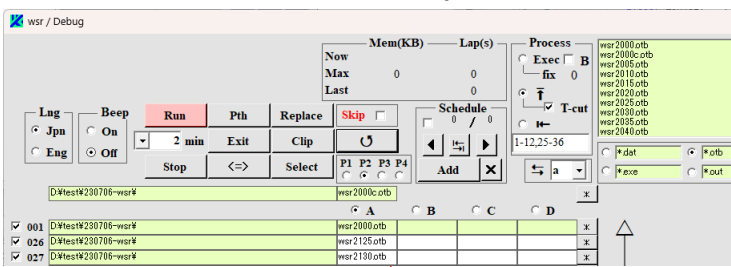 wsr / Debug
Mem(KB) Lap(s)
Now
Max 0 0
Last 0
Process
Exec B
fix 0
T-cut
1-12,25-36
a
wsr2000.otb
wsr2000c.otb
wsr2005.otb
wsr2010.otb
wsr2015.otb
wsr2020.otb
wsr2025.otb
wsr2030.otb
wsr2035.otb
wsr2040.otb
*.dat *.otb
*.exe *.out
Lng Beep
Jpn On
Eng Off
Run Pth Replace
2 min Exit Clip
Stop <=> Select
Skip
P1 P2 P3 P4
Schedule
0 / 0
Add X
D:¥test¥230706-wsr¥ wsr2000c.otb *
A B C D
001 D:¥test¥230706-wsr¥ wsr2000.otb *
026 D:¥test¥230706-wsr¥ wsr2125.otb *
027 D:¥test¥230706-wsr¥ wsr2130.otb *